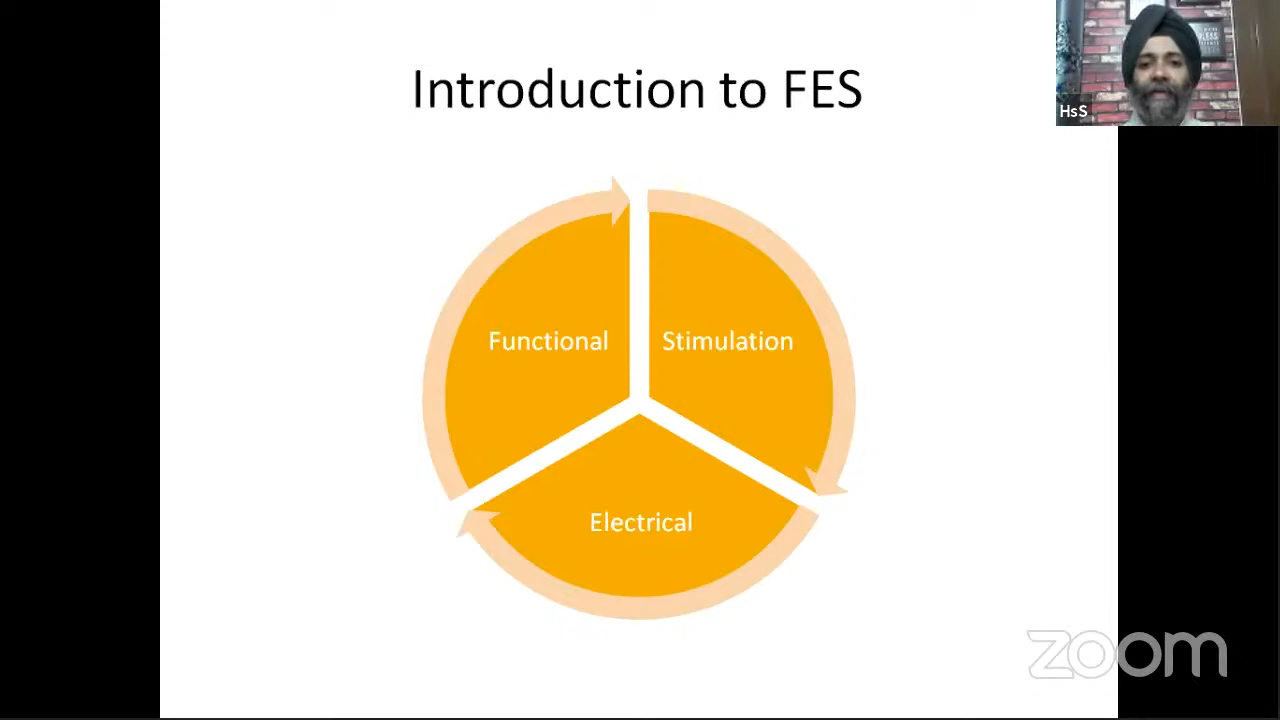 Introduction to FES
HsS
Functional
Stimulation
Electrical
zoom